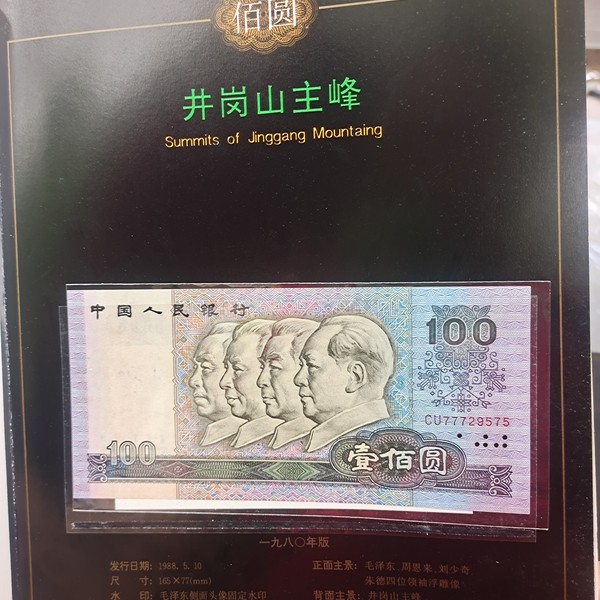 佰圆
井岗山主峰
Summits of Jinggang Mountaing
中国人民银行
100
CU77729575
100
壹佰圆
一九八〇年版
发行日期: 1988.5.10
尺 寸: 165×77(mm)
水 印: 毛泽东侧面头像固定水印
正面主景: 毛泽东、周恩来、刘少奇
朱德四位领袖浮雕像
背面主景: 井岗山主峰